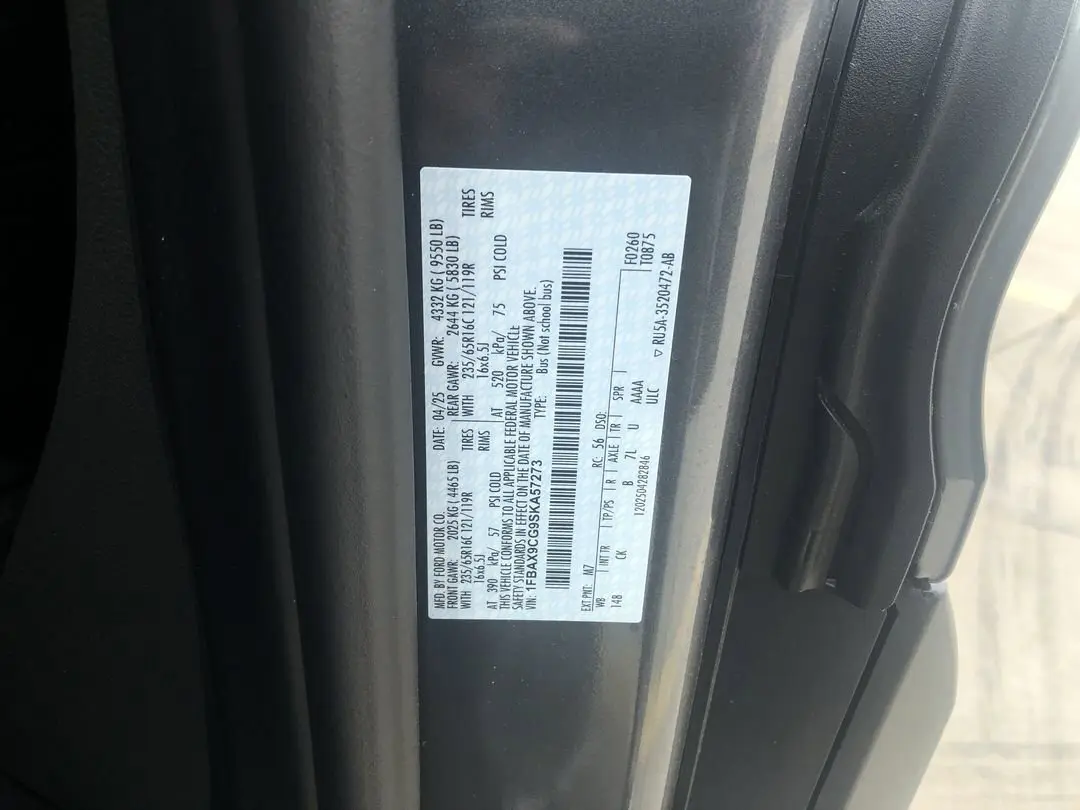 MFD. BY FORD MOTOR CO. DATE: 04/25 GVWR: 4332 KG ( 9550 LB)
FRONT GAWR: 2025 KG ( 4465 LB) REAR GAWR: 2644 KG ( 5830 LB)
WITH 235/65R16C 121/119R TIRES WITH 235/65R16C 121/119R TIRES
16x6.5J RIMS 16x6.5J RIMS
AT 390 kPa/ 57 PSI COLD AT 520 kPa/ 75 PSI COLD
THIS VEHICLE CONFORMS TO ALL APPLICABLE FEDERAL MOTOR VEHICLE
SAFETY STANDARDS IN EFFECT ON THE DATE OF MANUFACTURE SHOWN ABOVE.
VIN: 1FBAX9CG9SKA57273 TYPE: Bus (Not school bus)
EXT PNT: M7 RC: 56 DSO: F0260
WB INT TR TP/PS R AXLE TR SPR T0875
148 CK B 7L U AAAA ▽ RU5A-3520472-AB
1202504282846 ULC